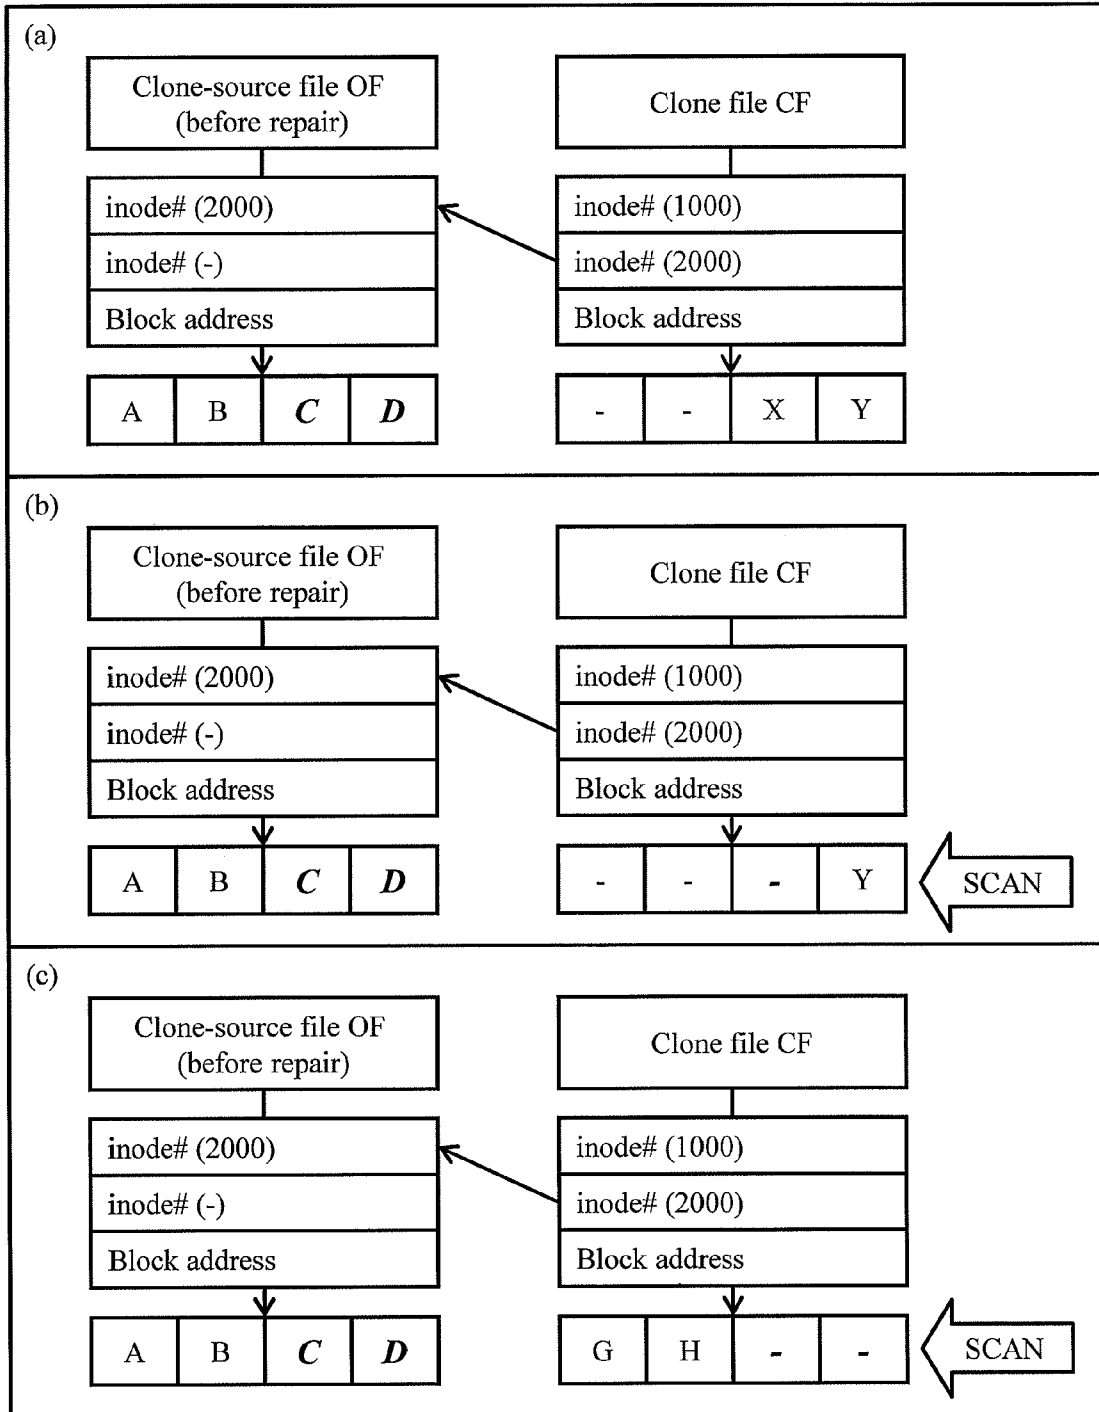 (a)
Clone-source file OF
(before repair)
Clone file CF
inode# (2000)
inode# (1000)
inode# (-)
inode# (2000)
Block address
Block address
A B C D
- - X Y
(b)
Clone-source file OF
(before repair)
Clone file CF
inode# (2000)
inode# (1000)
inode# (-)
inode# (2000)
Block address
Block address
A B C D
- - - Y
SCAN
(c)
Clone-source file OF
(before repair)
Clone file CF
inode# (2000)
inode# (1000)
inode# (-)
inode# (2000)
Block address
Block address
A B C D
G H - -
SCAN